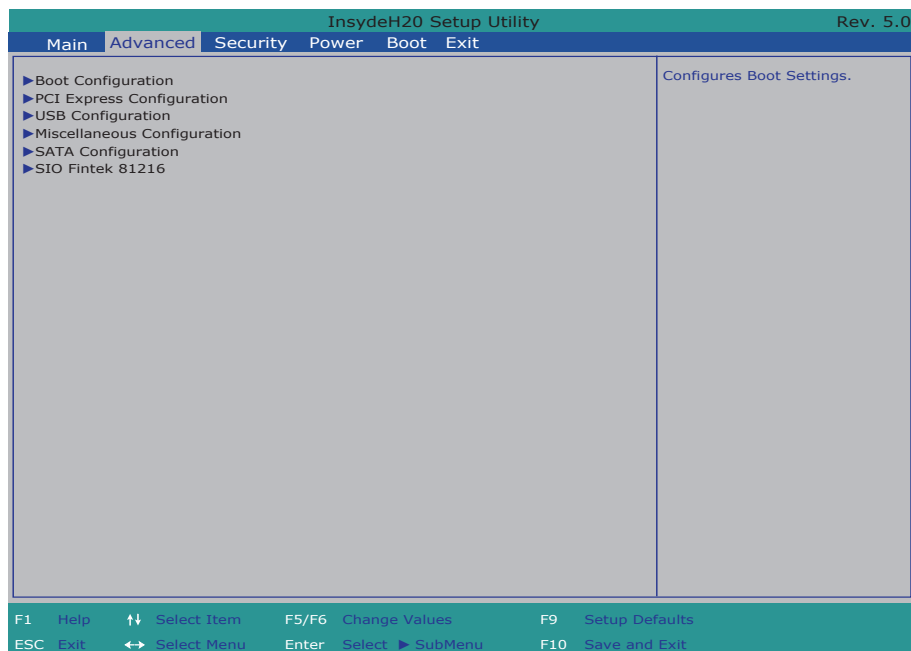 InsydeH20 Setup Utility Rev. 5.0
Main Advanced Security Power Boot Exit
►Boot Configuration
►PCI Express Configuration
►USB Configuration
►Miscellaneous Configuration
►SATA Configuration
►SIO Fintek 81216
Configures Boot Settings.
F1 Help ↑↓ Select Item F5/F6 Change Values F9 Setup Defaults
ESC Exit ←→ Select Menu Enter Select ► SubMenu F10 Save and Exit